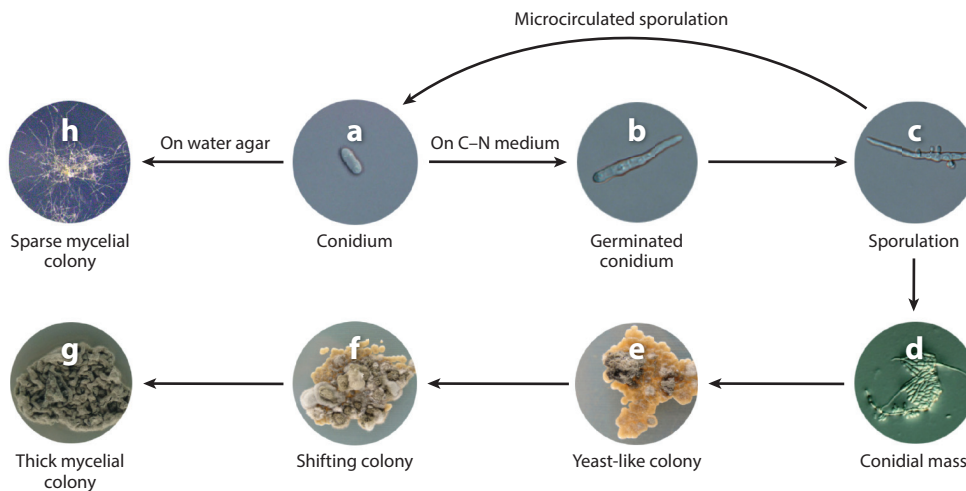 Microcirculated sporulation
h
On water agar
a
On C–N medium
b
c
Sparse mycelial
colony
Conidium
Germinated
conidium
Sporulation
g
f
e
d
Thick mycelial
colony
Shifting colony
Yeast-like colony
Conidial mass